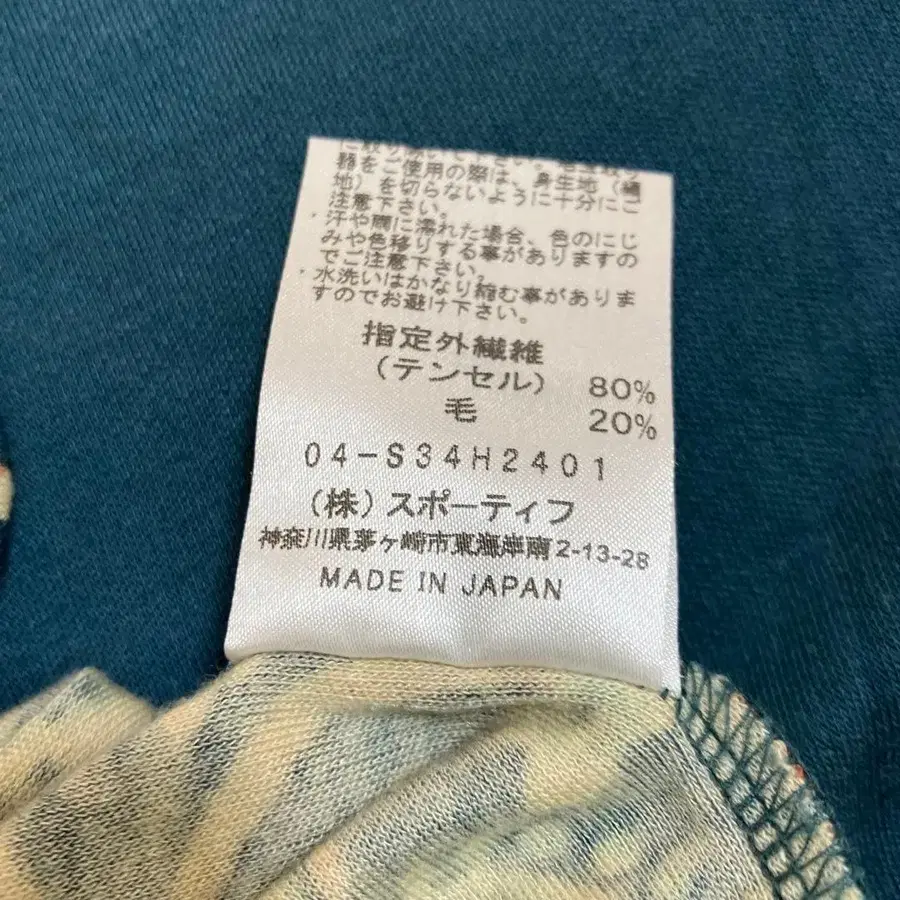 器をご使用の際は、身生地（縫
地）を切らないように十分にご
注意下さい。
・汗や雨に濡れた場合、色のにじ
みや色移りする事がありますの
でご注意下さい。
・水洗いはかなり縮む事がありま
すのでお避け下さい。
指定外繊維
（テンセル） 80%
毛 20%
04-S34H2401
（株）スポーティフ
神奈川県茅ヶ崎市東海岸南2-13-28
MADE IN JAPAN